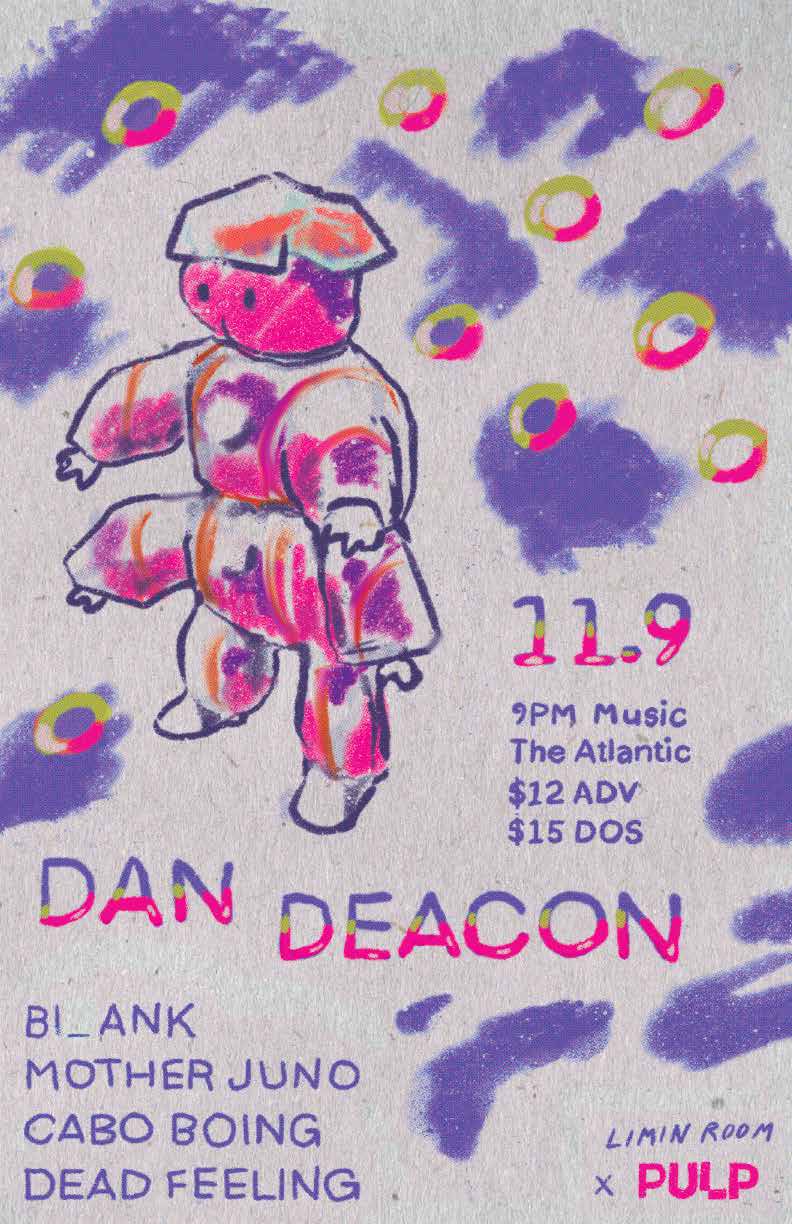 11.9
9PM Music
The Atlantic
$12 ADV
$15 DOS
DAN DEACON
BI_ANK
MOTHER JUNO
CABO BOING
DEAD FEELING
LIMIN ROOM
x PULP